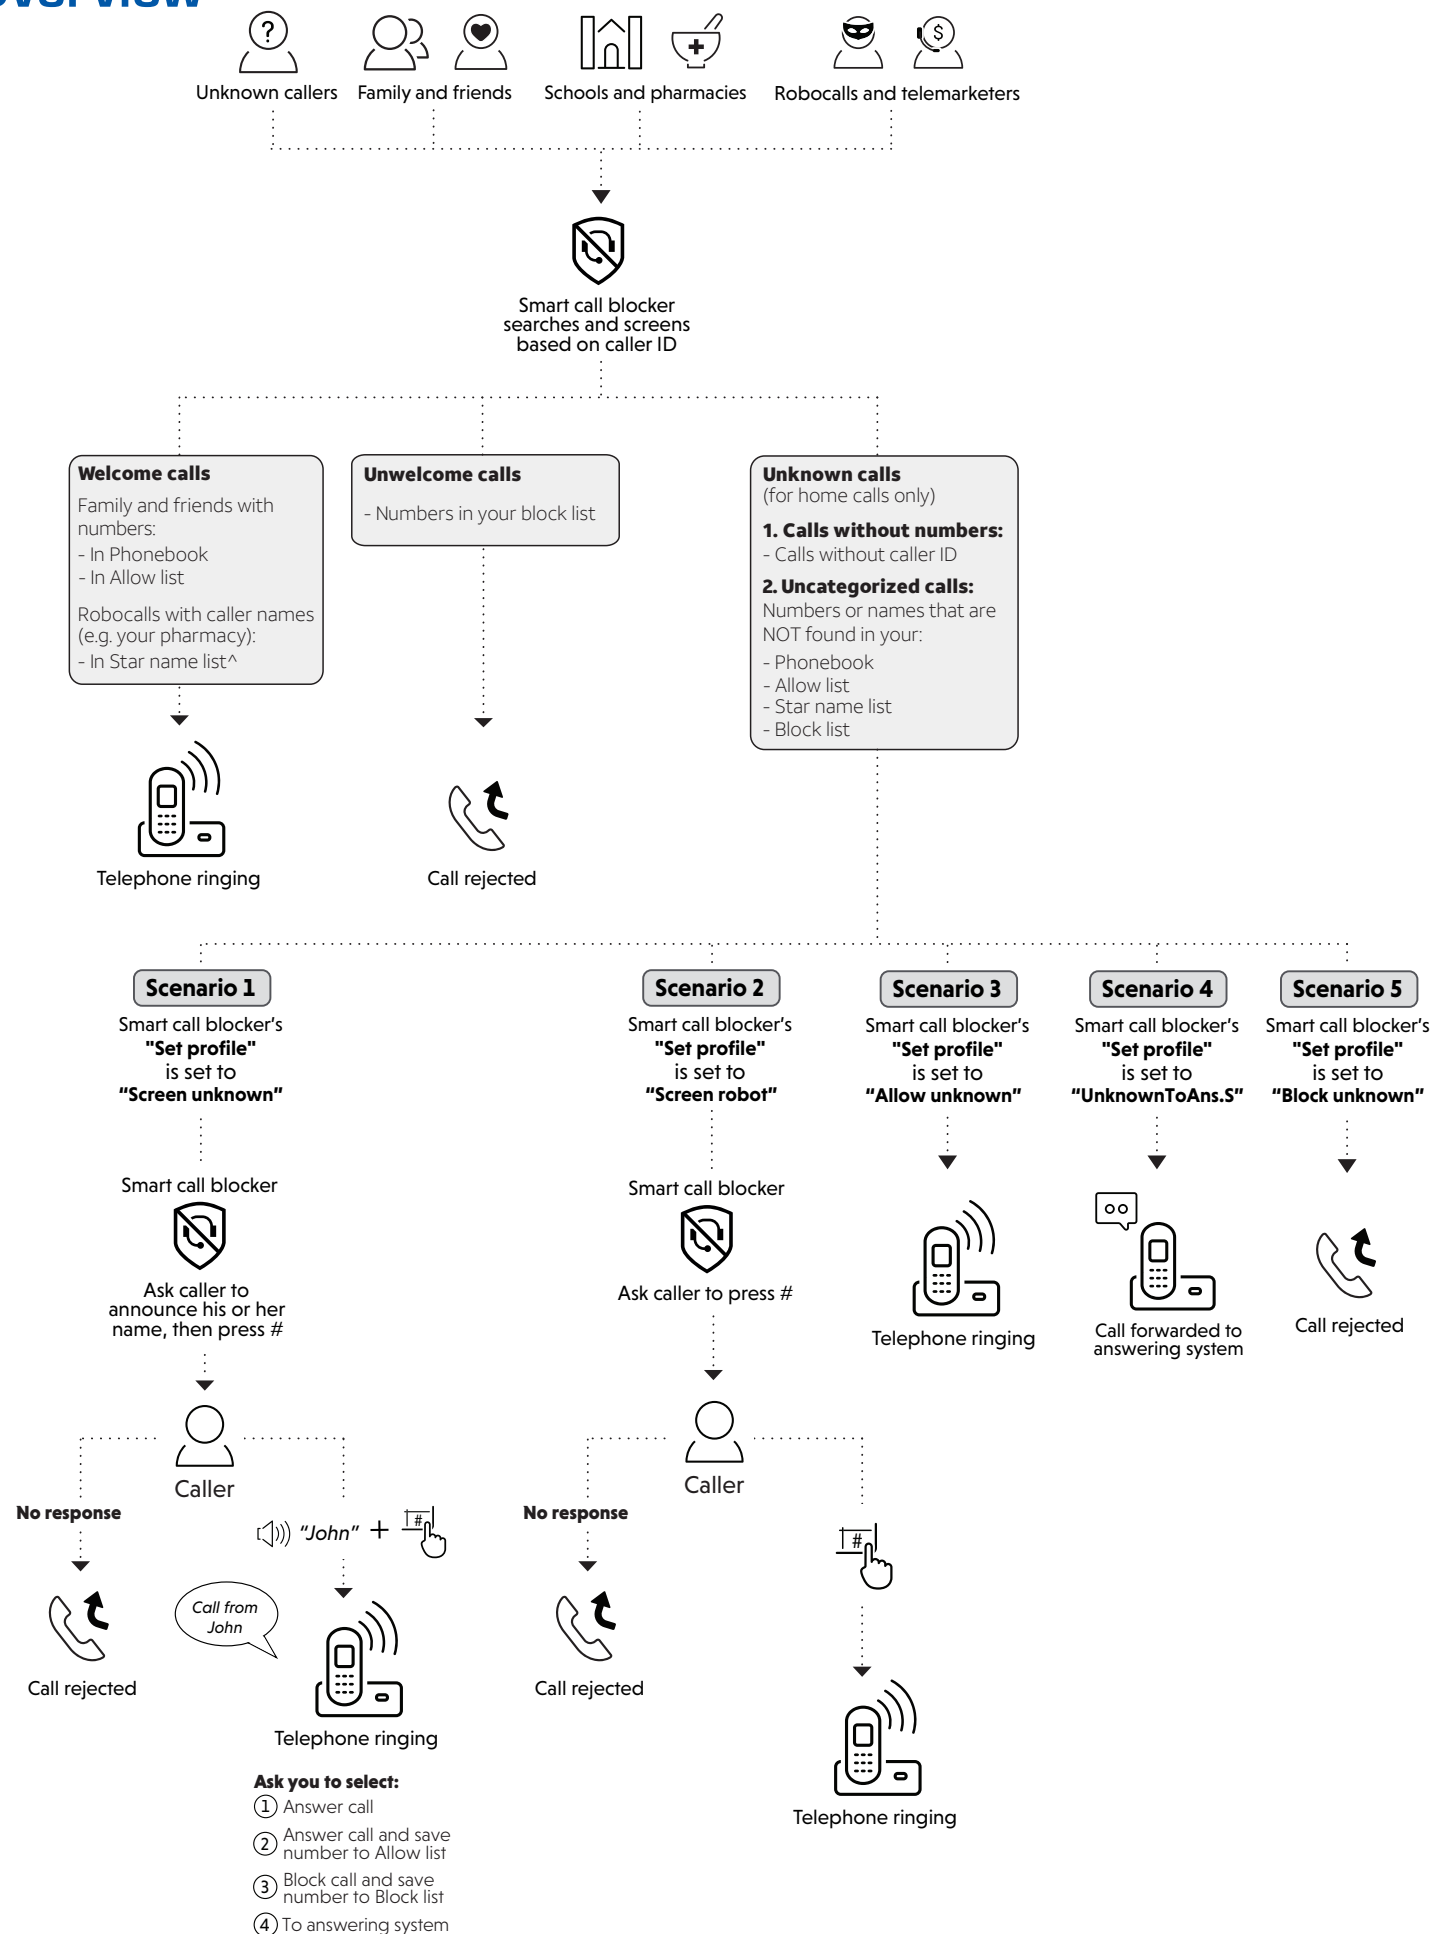 overview
?
$
Unknown callers
Family and friends
Schools and pharmacies
Robocalls and telemarketers
Smart call blocker
searches and screens
based on caller ID
Welcome calls
Family and friends with
numbers:
- In Phonebook
- In Allow list
Robocalls with caller names
(e.g. your pharmacy):
- In Star name list^
Telephone ringing
Unwelcome calls
- Numbers in your block list
Call rejected
Unknown calls
(for home calls only)
1. Calls without numbers:
- Calls without caller ID
2. Uncategorized calls:
Numbers or names that are
NOT found in your:
- Phonebook
- Allow list
- Star name list
- Block list
Scenario 1
Smart call blocker's
"Set profile"
is set to
“Screen unknown”
Smart call blocker
Ask caller to
announce his or her
name, then press #
Caller
No response
Call rejected
“John” + #
Call from
John
Telephone ringing
Ask you to select:
1 Answer call
2 Answer call and save
number to Allow list
3 Block call and save
number to Block list
4 To answering system
Scenario 2
Smart call blocker's
"Set profile"
is set to
“Screen robot”
Smart call blocker
Ask caller to press #
Caller
No response
Call rejected
#
Telephone ringing
Scenario 3
Smart call blocker's
"Set profile"
is set to
“Allow unknown”
Telephone ringing
Scenario 4
Smart call blocker's
"Set profile"
is set to
“UnknownToAns.S”
Call forwarded to
answering system
Scenario 5
Smart call blocker's
"Set profile"
is set to
“Block unknown”
Call rejected